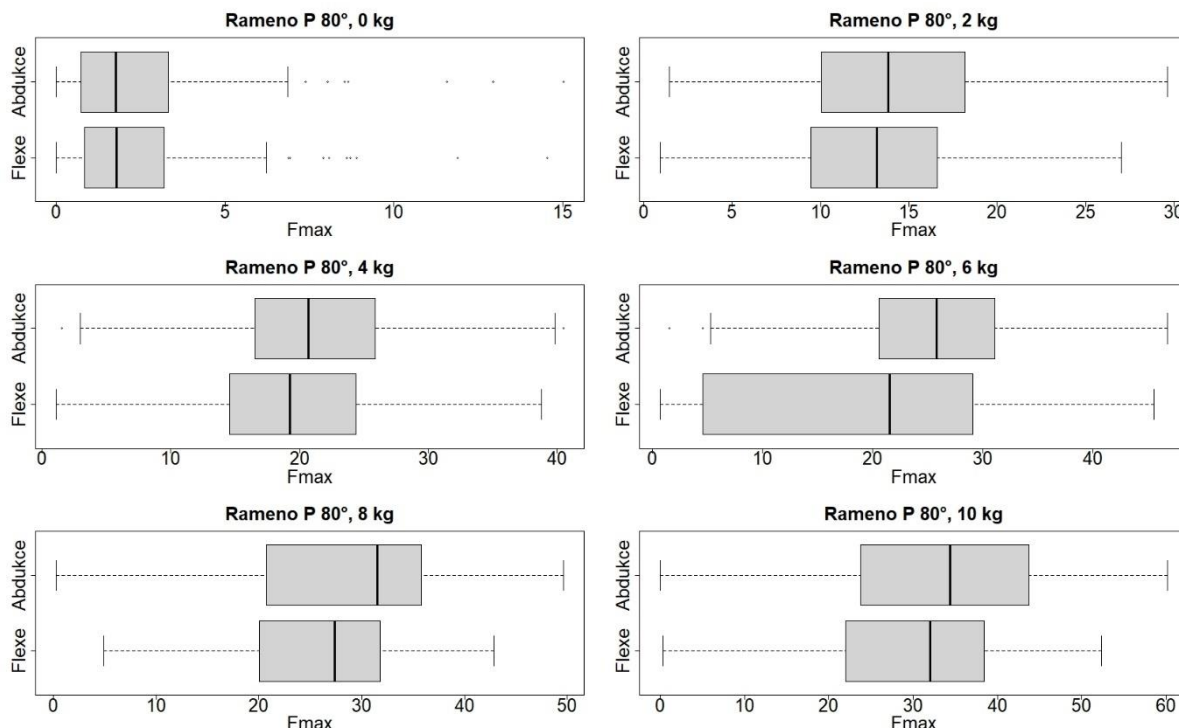 Rameno P 80°, 0 kg
Abdukce
Flexe
0 5 10 15
Fmax
Rameno P 80°, 2 kg
Abdukce
Flexe
0 5 10 15 20 25 30
Fmax
Rameno P 80°, 4 kg
Abdukce
Flexe
0 10 20 30 40
Fmax
Rameno P 80°, 6 kg
Abdukce
Flexe
0 10 20 30 40
Fmax
Rameno P 80°, 8 kg
Abdukce
Flexe
0 10 20 30 40 50
Fmax
Rameno P 80°, 10 kg
Abdukce
Flexe
0 10 20 30 40 50 60
Fmax